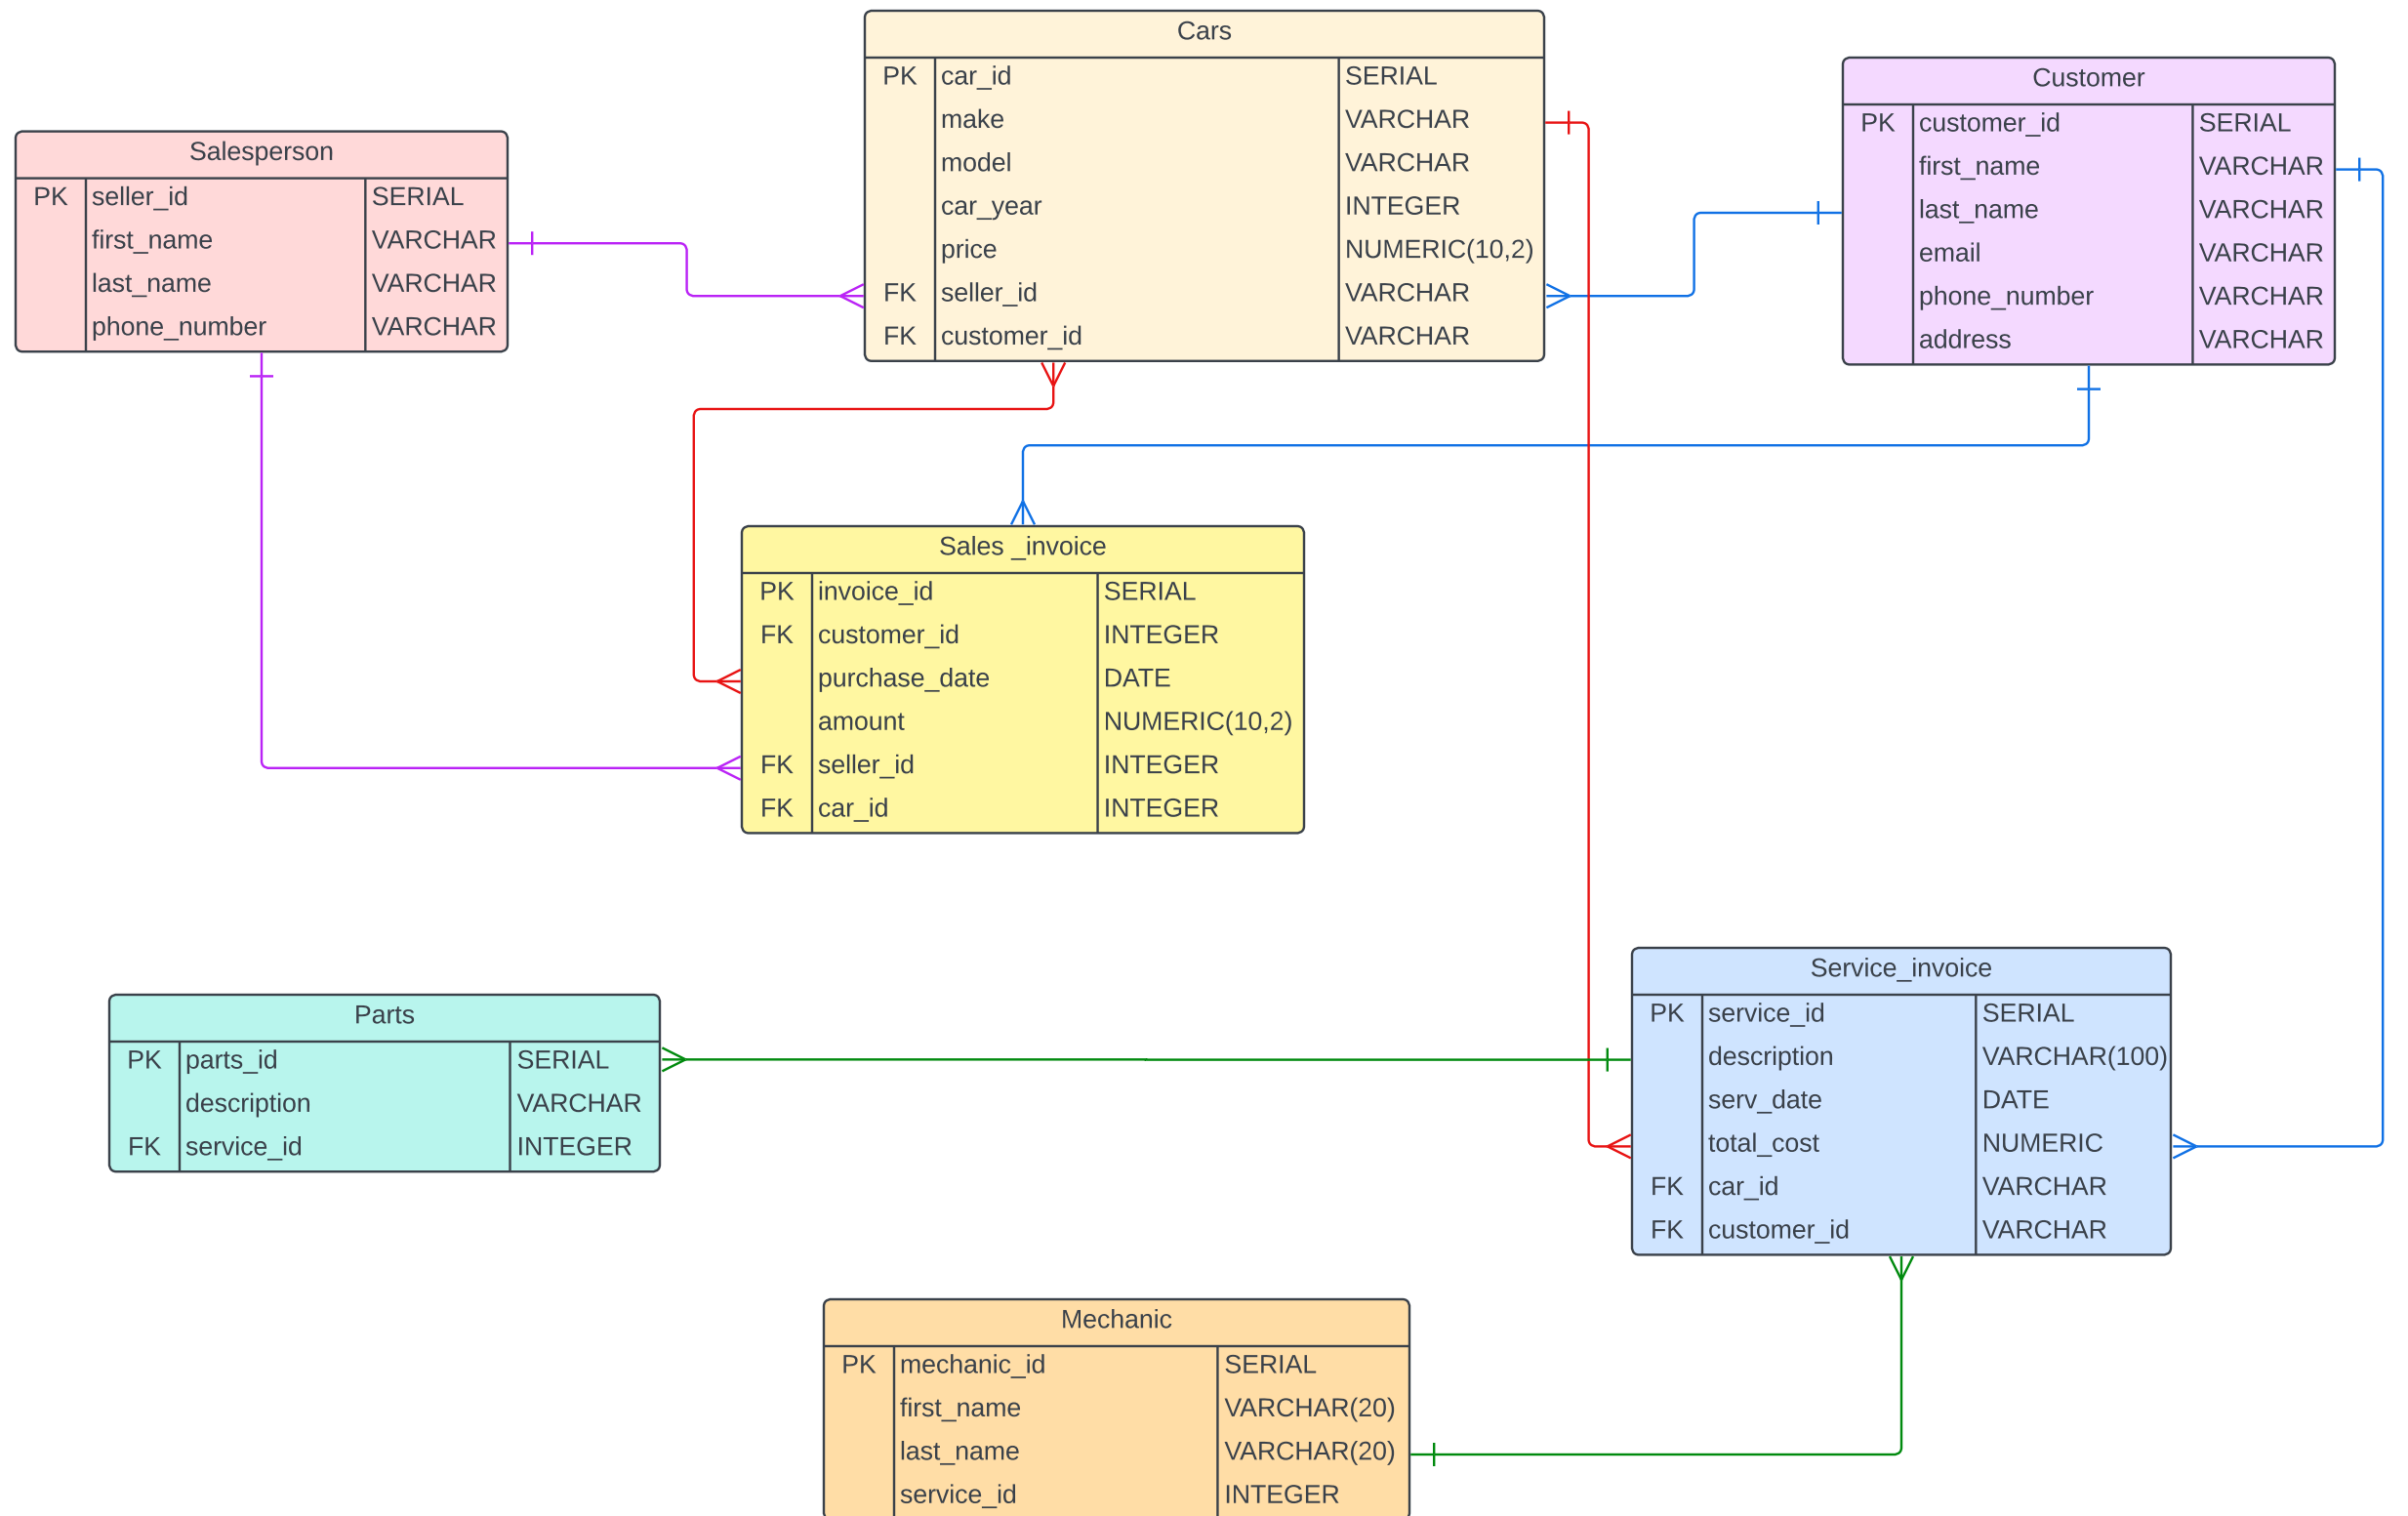 Cars
PK car_id SERIAL
make VARCHAR
model VARCHAR
car_year INTEGER
price NUMERIC(10,2)
FK seller_id VARCHAR
FK customer_id VARCHAR
Customer
PK customer_id SERIAL
first_name VARCHAR
last_name VARCHAR
email VARCHAR
phone_number VARCHAR
address VARCHAR
Salesperson
PK seller_id SERIAL
first_name VARCHAR
last_name VARCHAR
phone_number VARCHAR
Sales _invoice
PK invoice_id SERIAL
FK customer_id INTEGER
purchase_date DATE
amount NUMERIC(10,2)
FK seller_id INTEGER
FK car_id INTEGER
Service_invoice
PK service_id SERIAL
description VARCHAR(100)
serv_date DATE
total_cost NUMERIC
FK car_id VARCHAR
FK customer_id VARCHAR
Parts
PK parts_id SERIAL
description VARCHAR
FK service_id INTEGER
Mechanic
PK mechanic_id SERIAL
first_name VARCHAR(20)
last_name VARCHAR(20)
service_id INTEGER